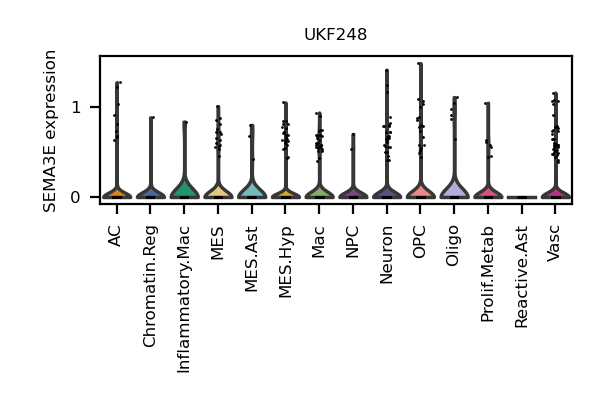 UKF248
SEMA3E expression
1
0
AC
Chromatin.Reg
Inflammatory.Mac
MES
MES.Ast
MES.Hyp
Mac
NPC
Neuron
OPC
Oligo
Prolif.Metab
Reactive.Ast
Vasc